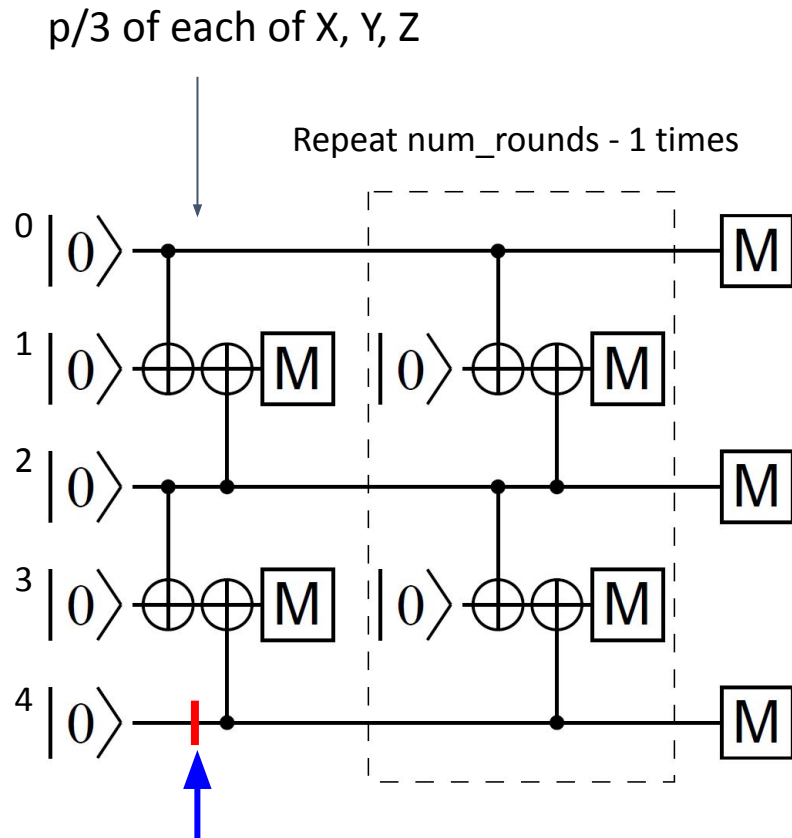 p/3 of each of X, Y, Z
Repeat num_rounds - 1 times
0 |0⟩ M
1 |0⟩ M |0⟩ M
2 |0⟩ M
3 |0⟩ M |0⟩ M
4 |0⟩ M